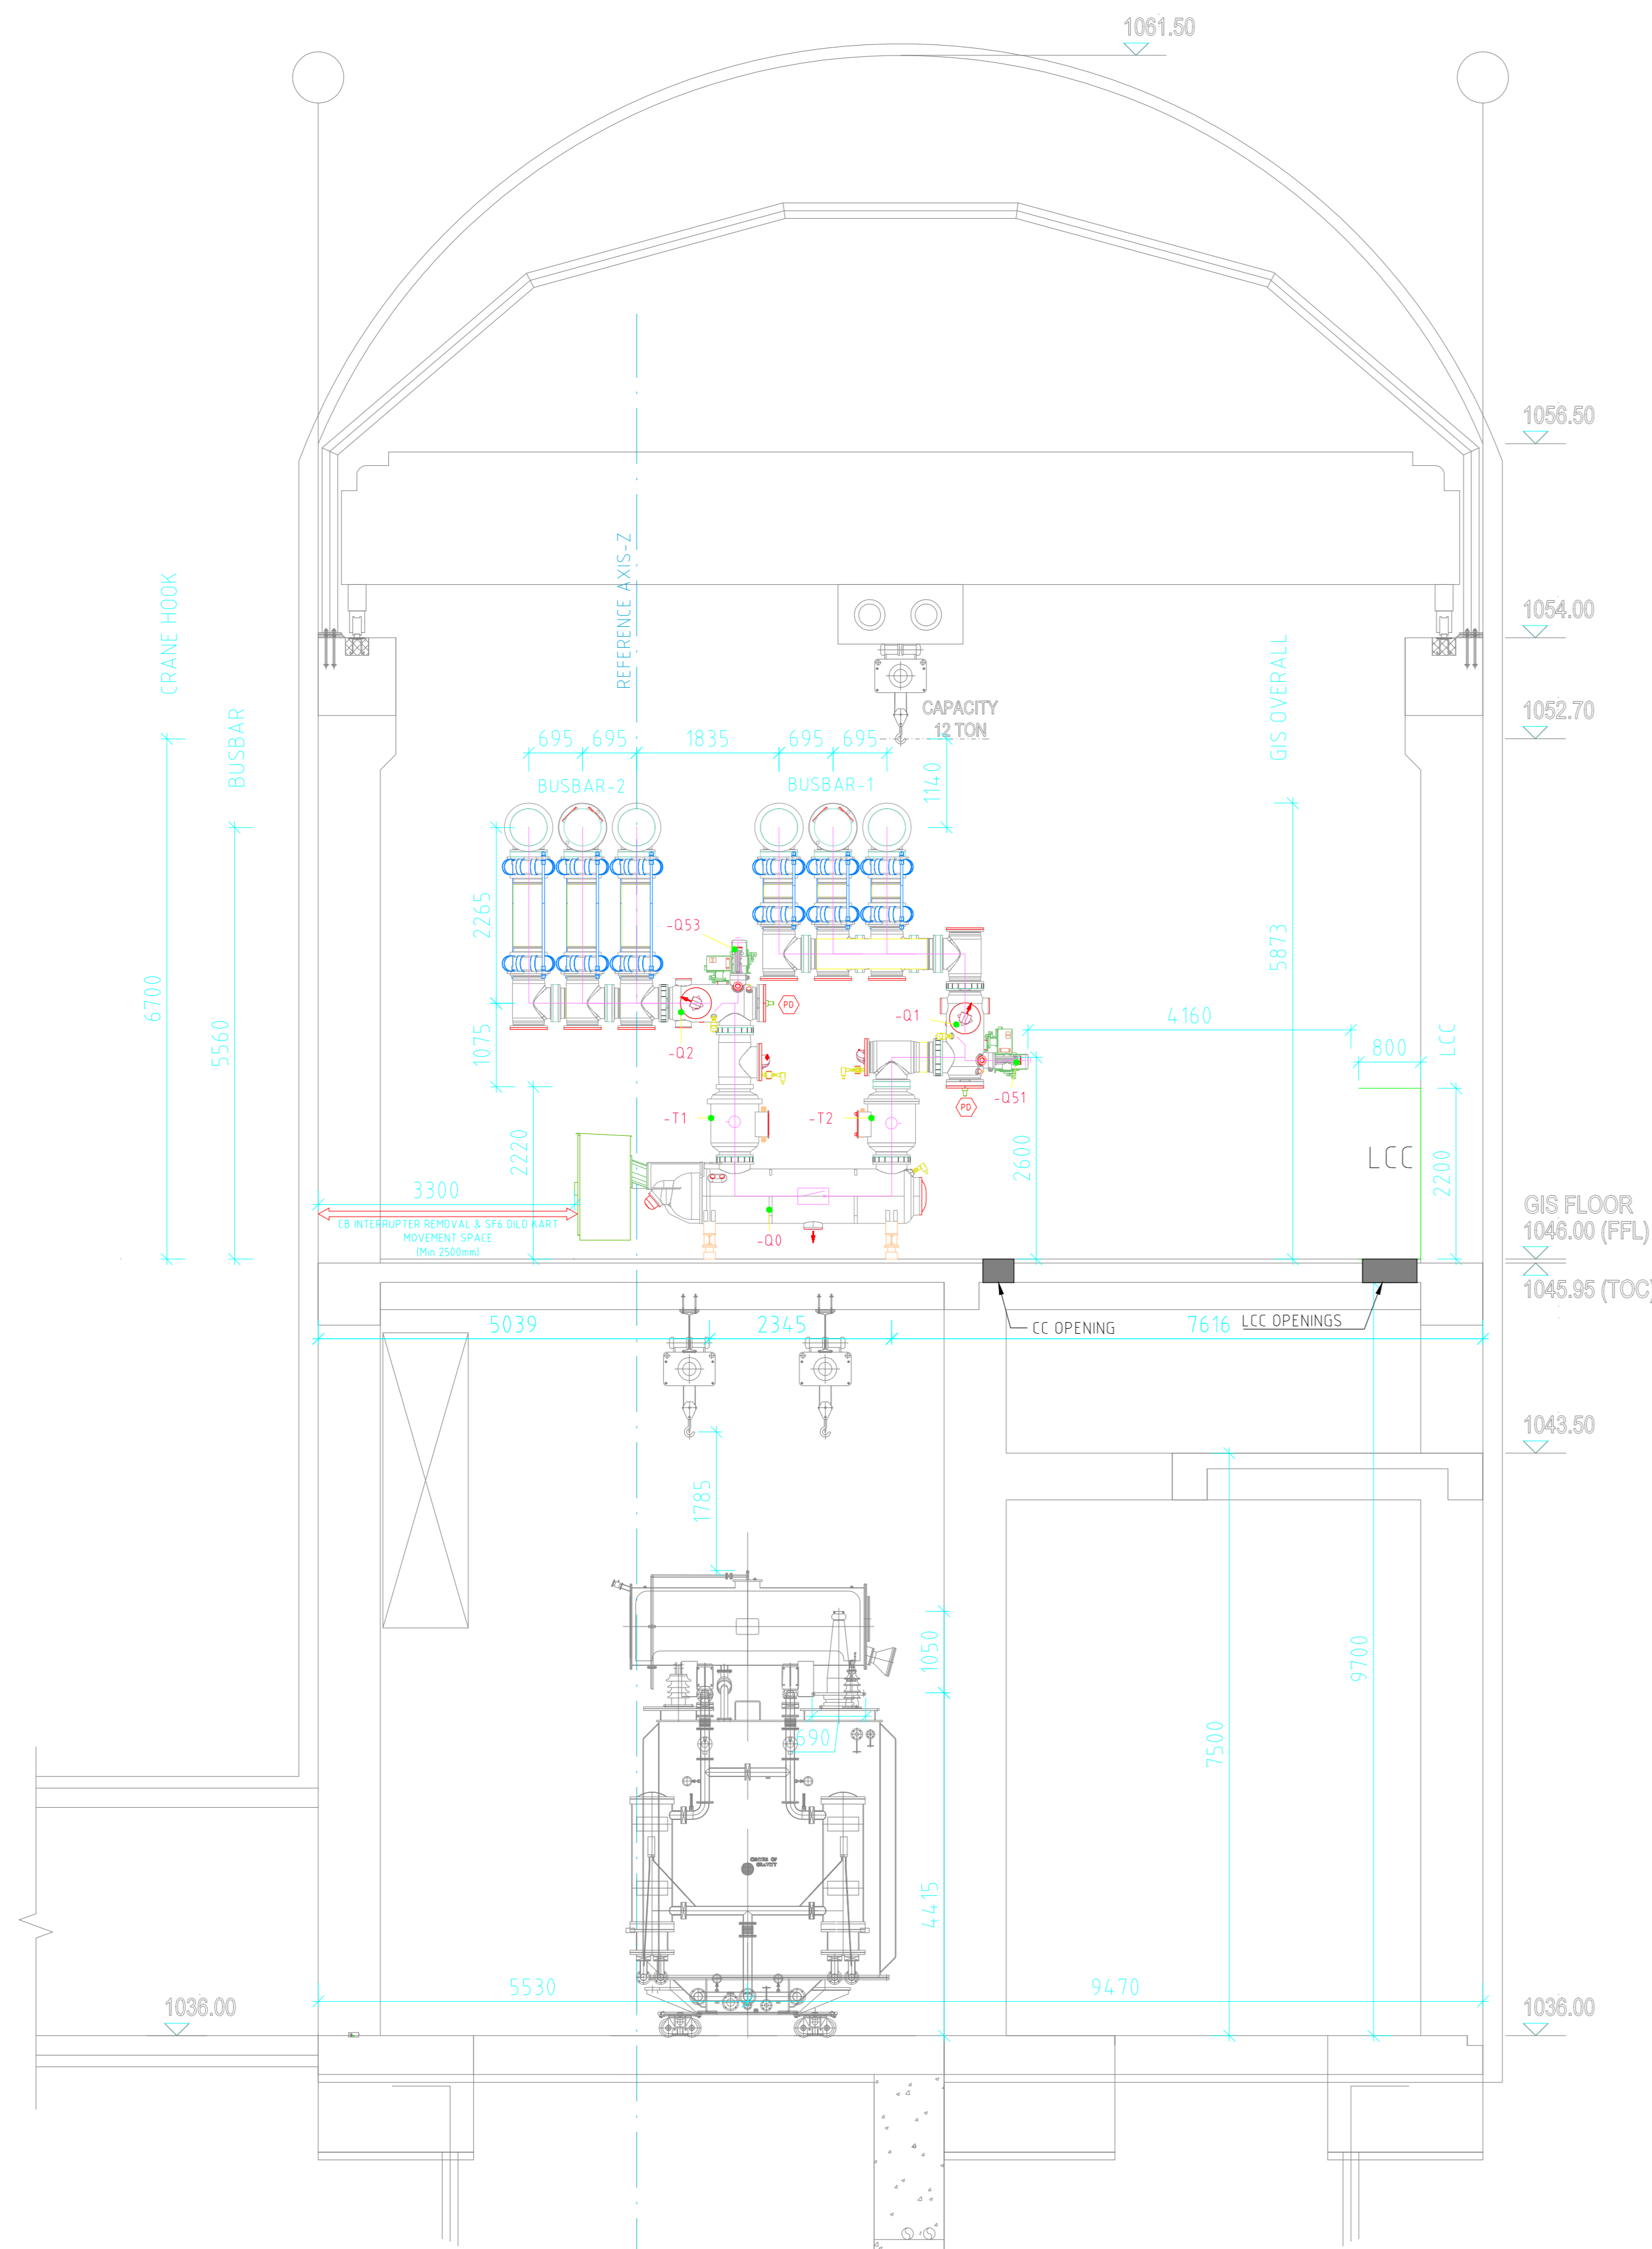 1061.50
1056.50
CRANE HOOK
REFERENCE AXIS-Z
1054.00
GIS OVERALL
BUSBAR
CAPACITY
12 TON
1052.70
695
695
1835
695
695
1140
BUSBAR-2
BUSBAR-1
2265
-Q53
5873
6700
PD
-Q1
4160
5560
1075
-Q2
800
LCC
-Q51
PD
-T1
-T2
2220
2600
LCC
2200
3300
CB INTERRUPTER REMOVAL & SF6 DILO KART
MOVEMENT SPACE
(Min 2500mm)
-Q0
GIS FLOOR
1046.00 (FFL)
1045.95 (TOC)
5039
2345
CC OPENING
7616
LCC OPENINGS
1043.50
1785
1050
9700
690
7500
CENTRE OF
GRAVITY
4415
5530
9470
1036.00
1036.00